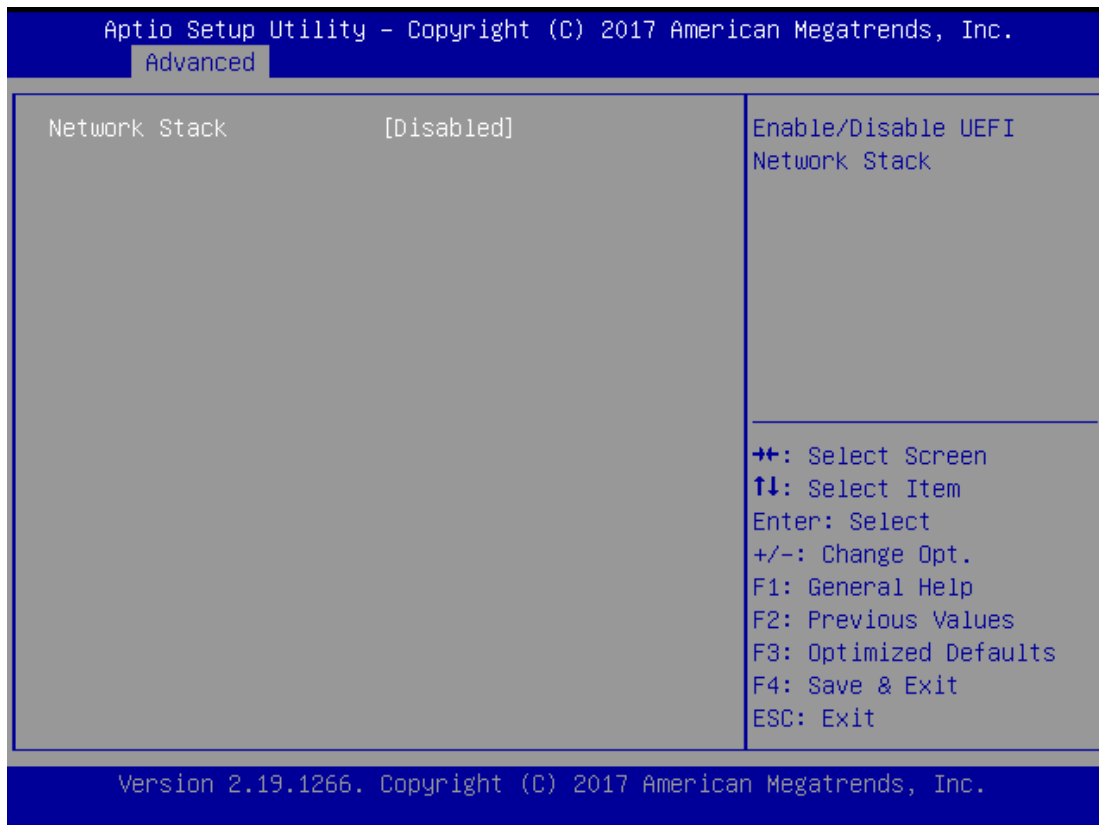 Aptio Setup Utility – Copyright (C) 2017 American Megatrends, Inc.
Advanced
Network Stack [Disabled]
Enable/Disable UEFI
Network Stack
→←: Select Screen
↑↓: Select Item
Enter: Select
+/-: Change Opt.
F1: General Help
F2: Previous Values
F3: Optimized Defaults
F4: Save & Exit
ESC: Exit
Version 2.19.1266. Copyright (C) 2017 American Megatrends, Inc.